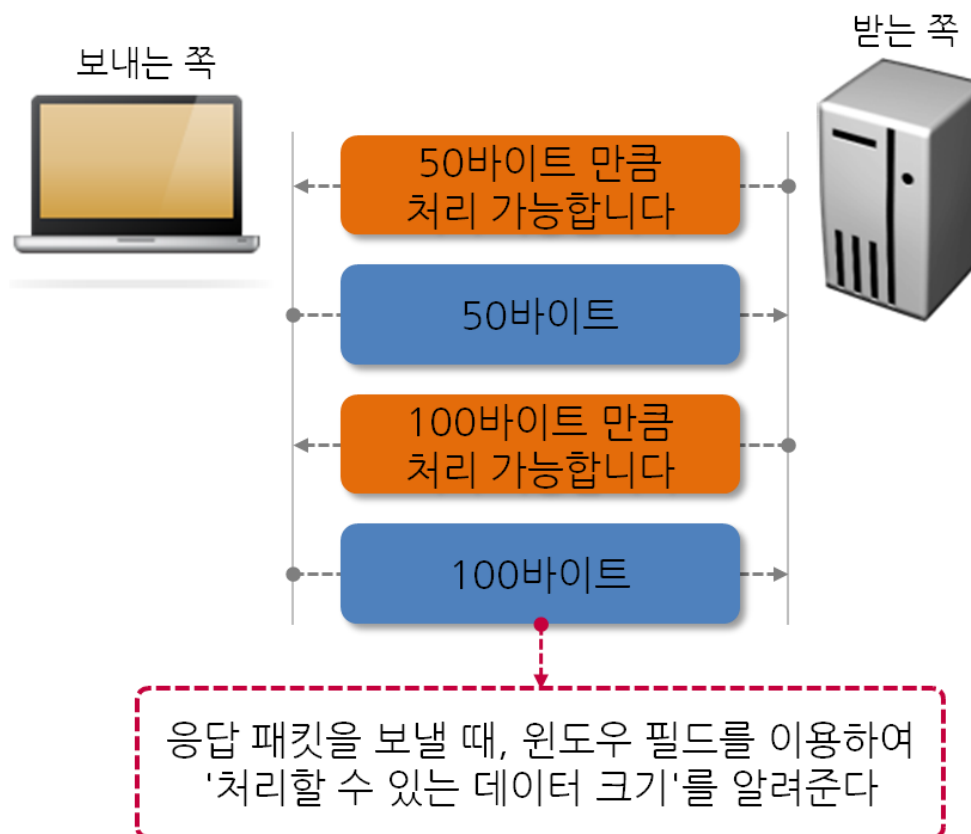 보내는 쪽
받는 쪽
50바이트 만큼
처리 가능합니다
50바이트
100바이트 만큼
처리 가능합니다
100바이트
응답 패킷을 보낼 때, 윈도우 필드를 이용하여
'처리할 수 있는 데이터 크기'를 알려준다